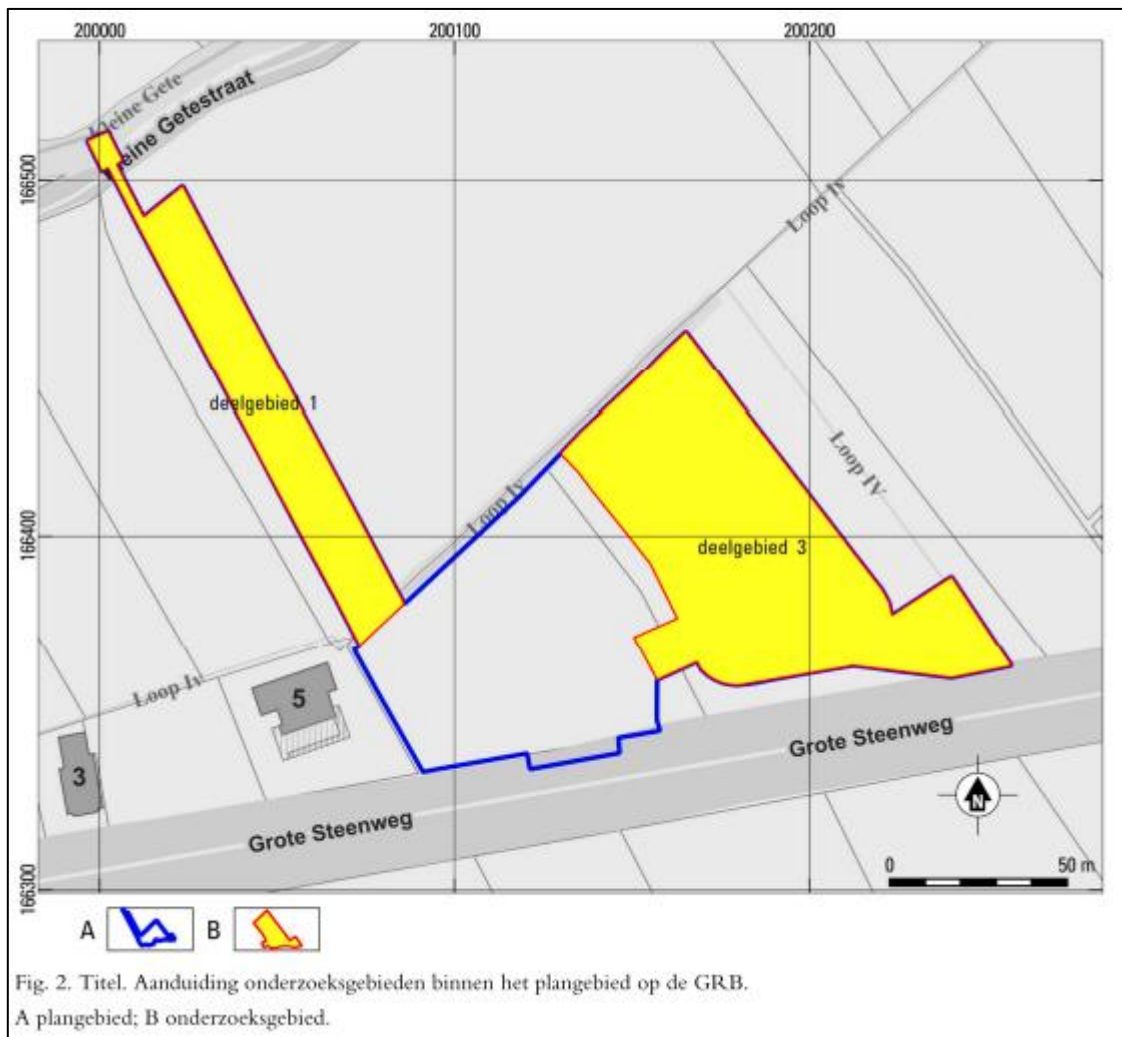 200000
200100
200200
Kleine Gete
Kleine Getestraat
166500
Loop Iv
deelgebied 1
Loop IV
Loop Iv
166400
deelgebied 3
Loop Iv
5
3
Grote Steenweg
Grote Steenweg
N
0
50 m
166300
A
B
Fig. 2. Titel. Aanduiding onderzoeksgebieden binnen het plangebied op de GRB.
A plangebied; B onderzoeksgebied.